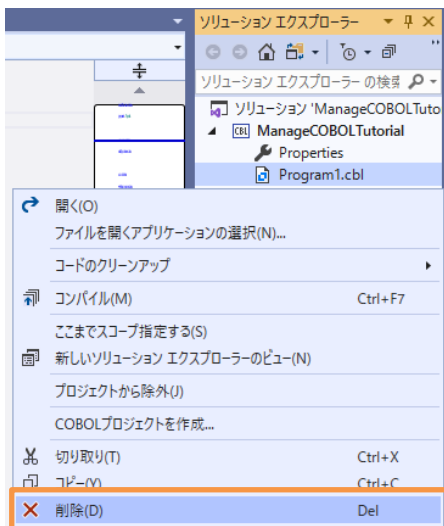 ソリューション エクスプローラー
ソリューション エクスプローラー の検索
ソリューション 'ManageCOBOLTuto
CBL ManageCOBOLTutorial
Properties
Program1.cbl
開く(O)
ファイルを開くアプリケーションの選択(N)...
コードのクリーンアップ
コンパイル(M) Ctrl+F7
ここまでスコープ指定する(S)
新しいソリューション エクスプローラーのビュー(N)
プロジェクトから除外(J)
COBOLプロジェクトを作成...
切り取り(T) Ctrl+X
コピー(Y) Ctrl+C
削除(D) Del